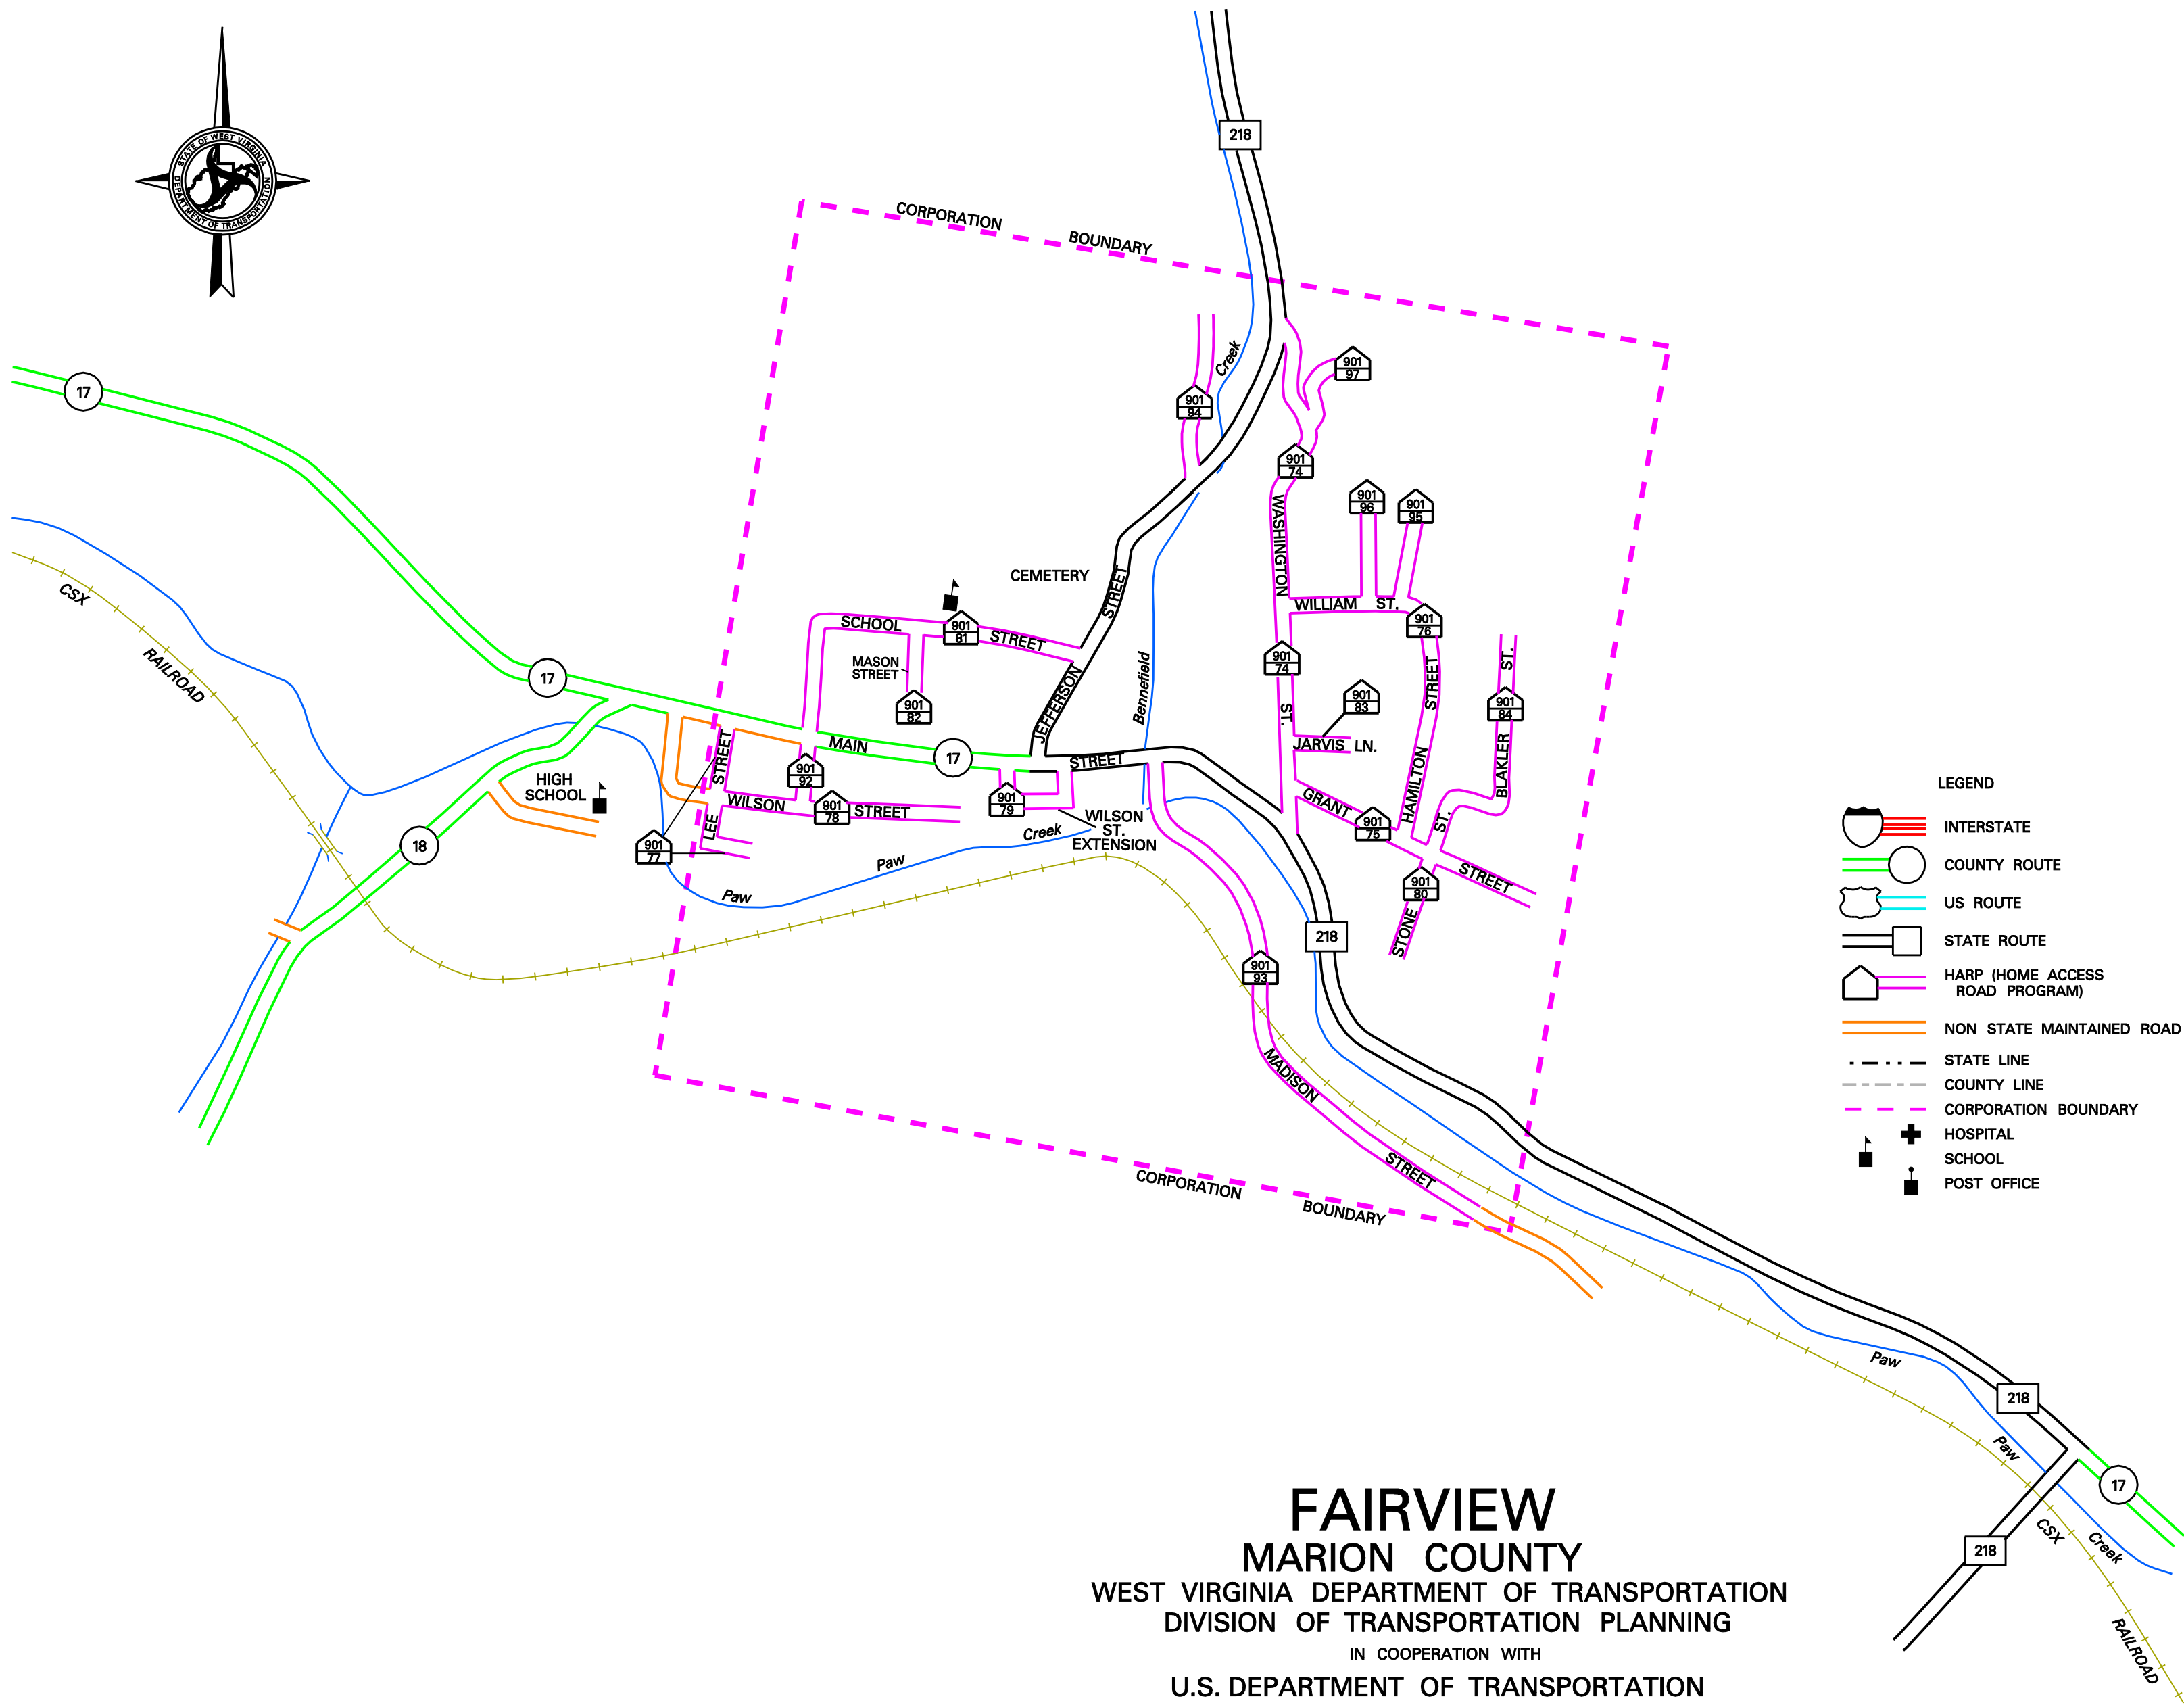 STATE OF WEST VIRGINIA
DEPARTMENT OF TRANSPORTATION
218
CORPORATION BOUNDARY
Creek
901
97
17
901
94
901
74
WASHINGTON
901
96
901
95
CSX
RAILROAD
CEMETERY
STREET
WILLIAM ST.
SCHOOL
901
81
STREET
901
76
901
74
MASON
STREET
901
82
17
JEFFERSON
Bennefield
ST.
901
83
STREET
ST.
901
84
JARVIS LN.
MAIN
17
STREET
STREET
901
92
HIGH
SCHOOL
WILSON
901
78
STREET
901
79
WILSON
ST.
EXTENSION
GRANT
901
75
HAMILTON
ST.
BLAKLER
LEE
901
77
18
Creek
Paw
Paw
901
80
STREET
STONE
218
901
93
MADISON
STREET
CORPORATION BOUNDARY
LEGEND
INTERSTATE
COUNTY ROUTE
US ROUTE
STATE ROUTE
HARP (HOME ACCESS
ROAD PROGRAM)
NON STATE MAINTAINED ROAD
STATE LINE
COUNTY LINE
CORPORATION BOUNDARY
HOSPITAL
SCHOOL
POST OFFICE
Paw
218
Paw
17
CSX
Creek
218
RAILROAD
FAIRVIEW
MARION COUNTY
WEST VIRGINIA DEPARTMENT OF TRANSPORTATION
DIVISION OF TRANSPORTATION PLANNING
IN COOPERATION WITH
U.S. DEPARTMENT OF TRANSPORTATION